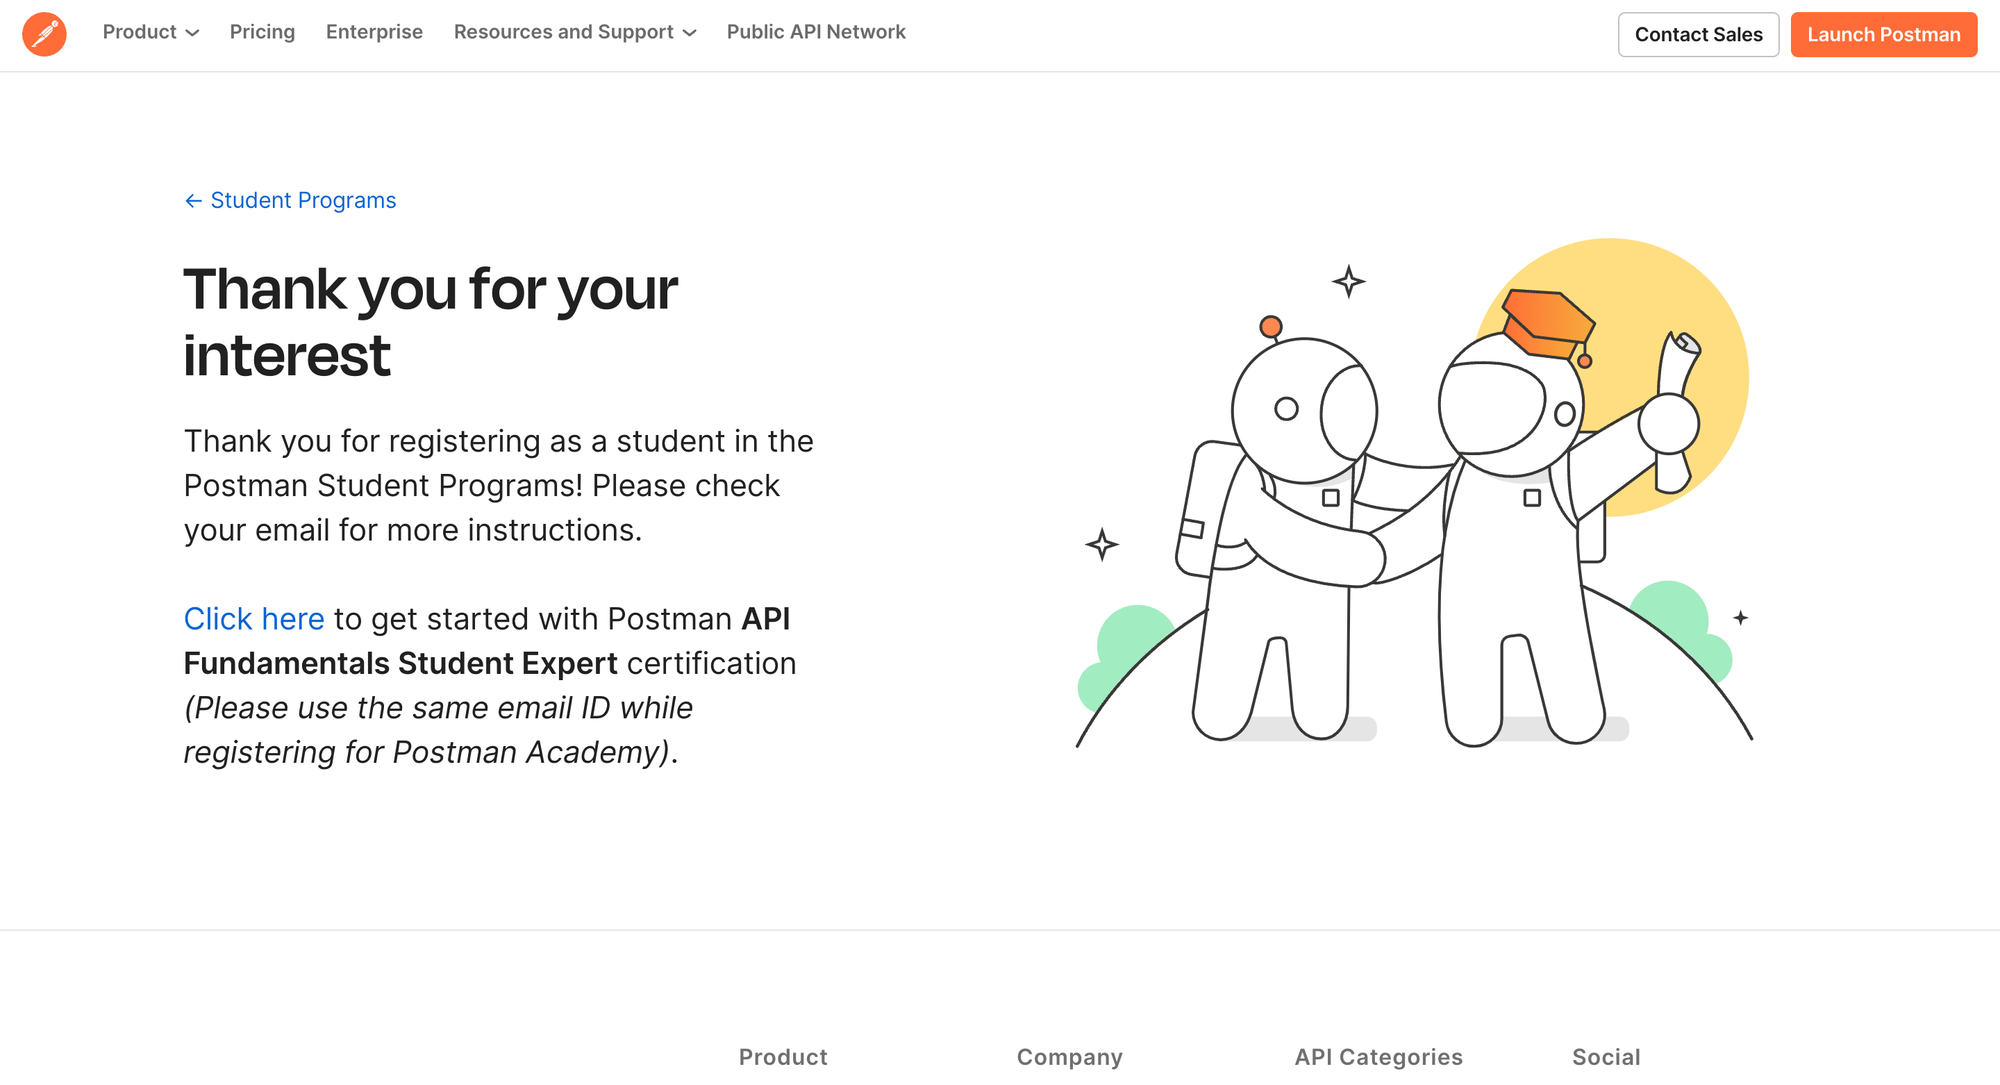 Product Pricing Enterprise Resources and Support Public API Network Contact Sales Launch Postman
← Student Programs
Thank you for your
interest
Thank you for registering as a student in the
Postman Student Programs! Please check
your email for more instructions.
Click here to get started with Postman API
Fundamentals Student Expert certification
(Please use the same email ID while
registering for Postman Academy).
Product Company API Categories Social